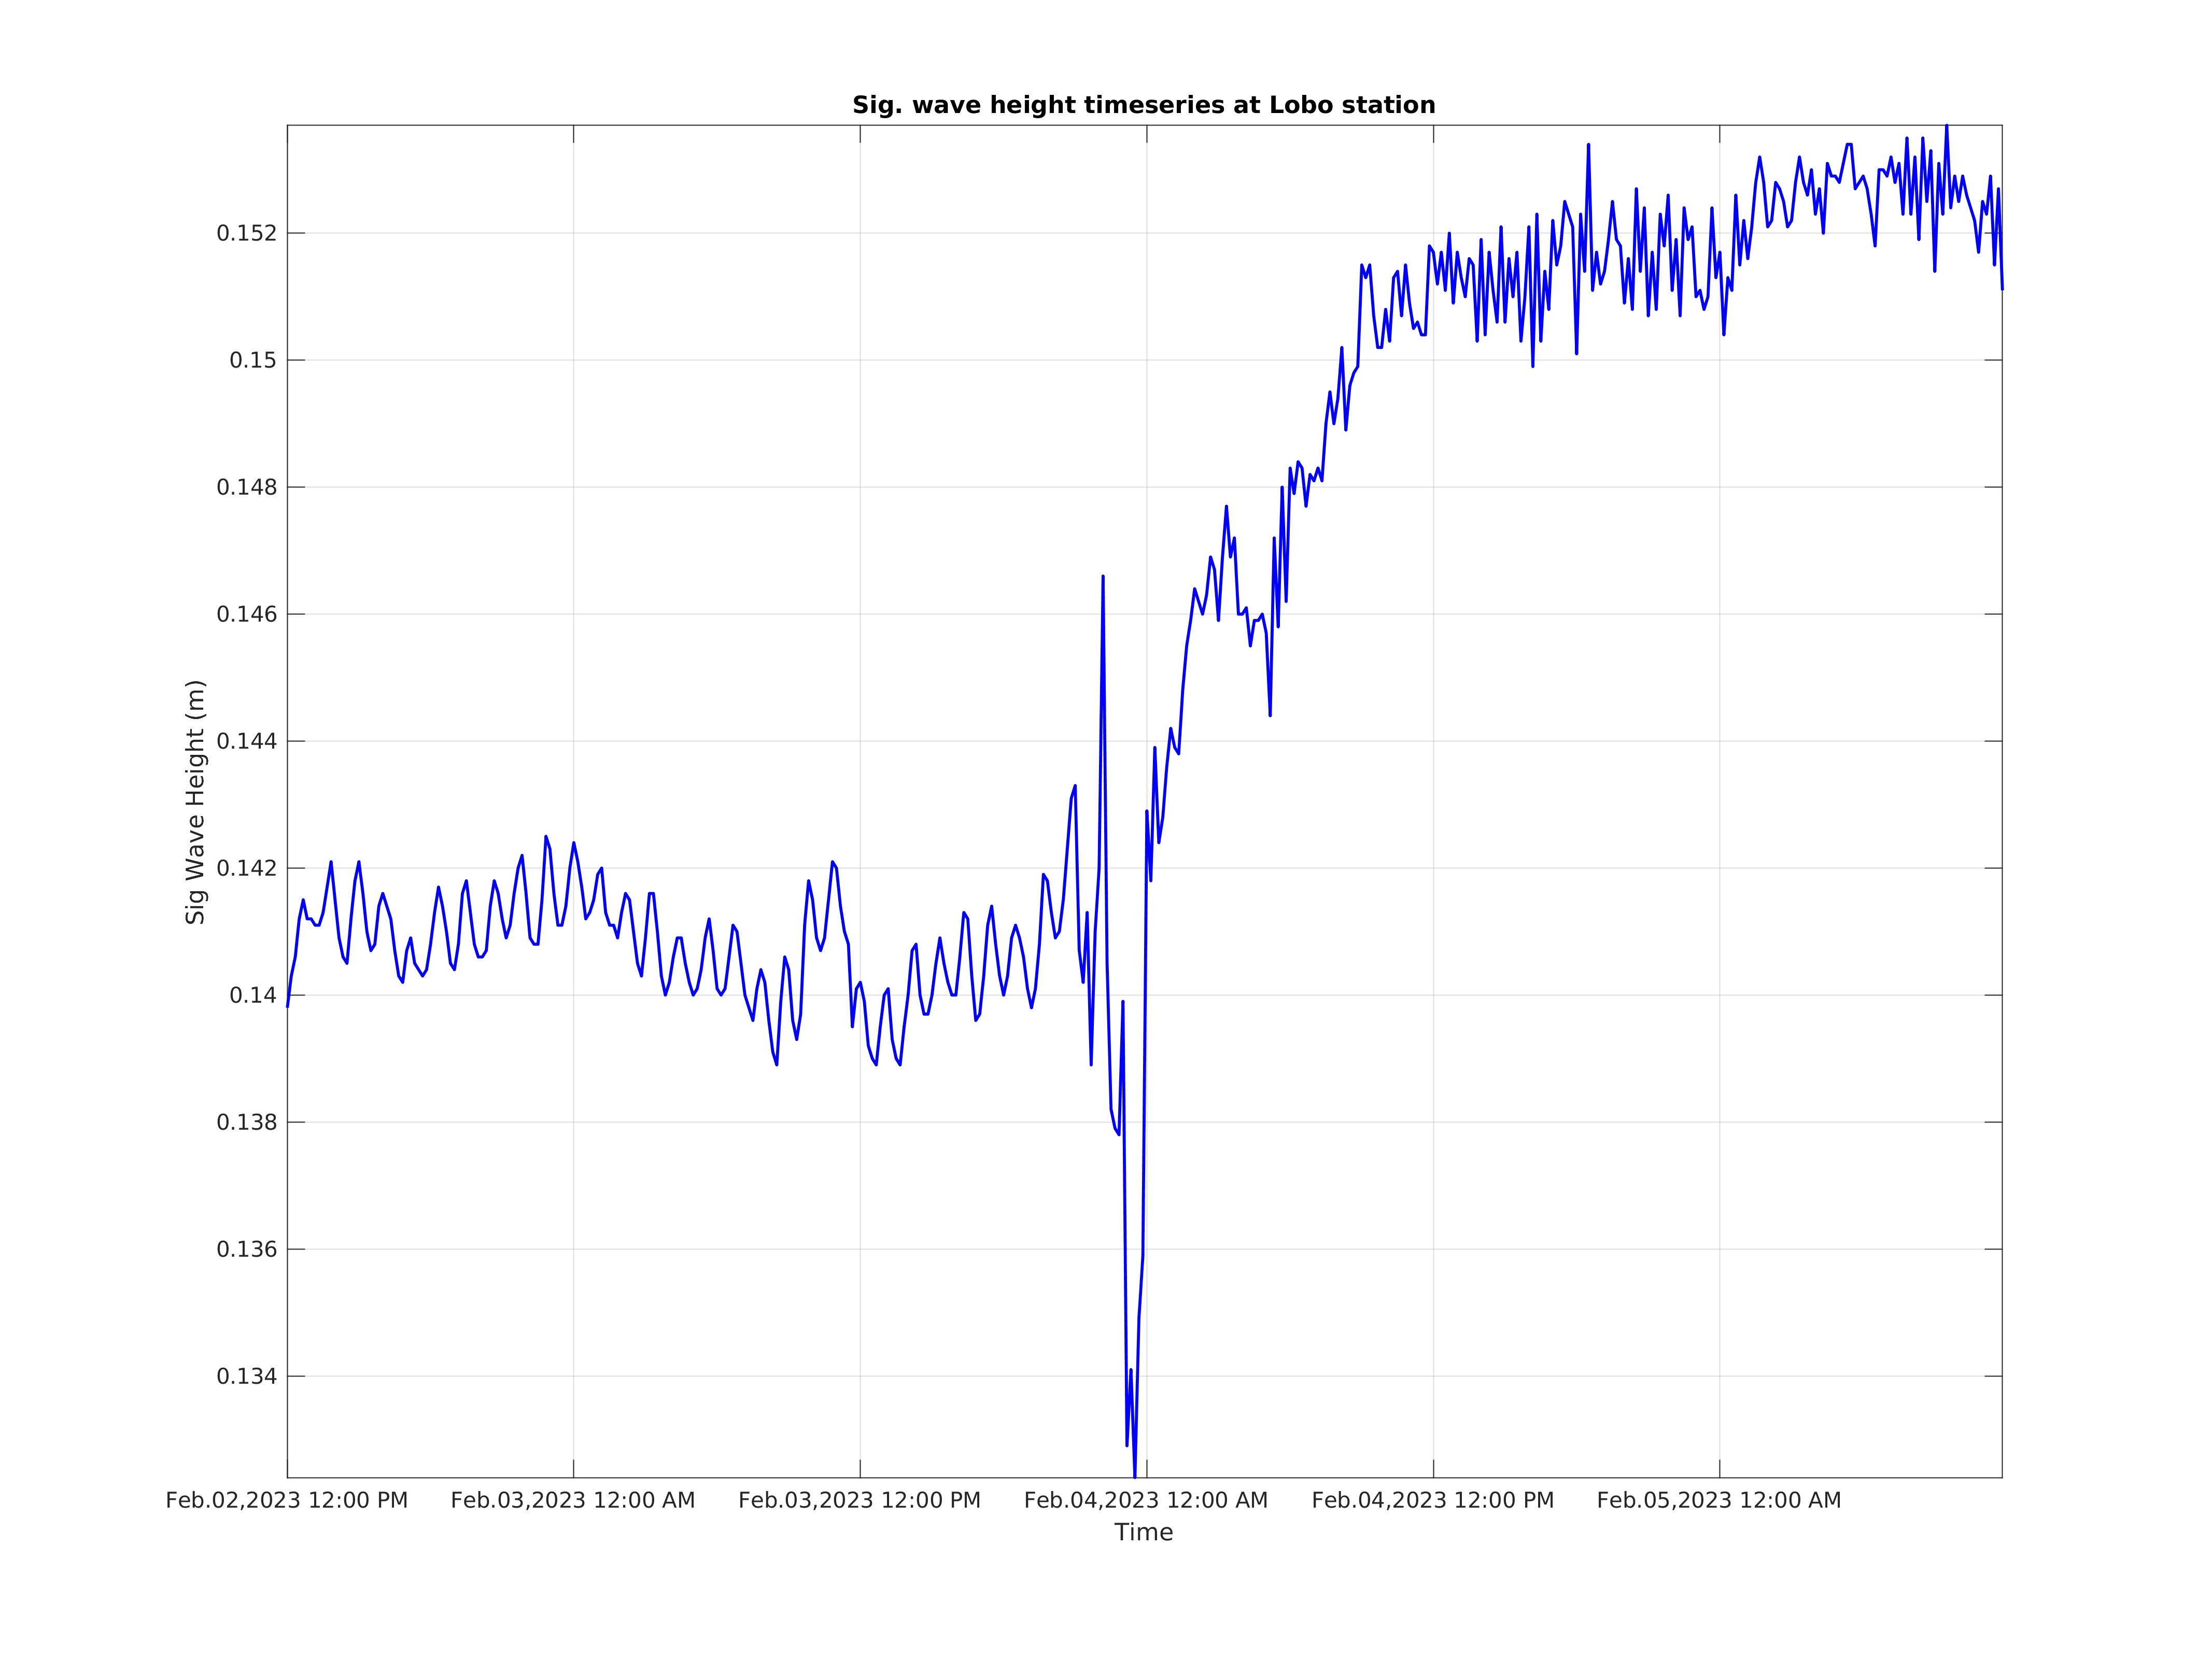 Sig. wave height timeseries at Lobo station
0.152
0.15
0.148
0.146
0.144
0.142
0.14
0.138
0.136
0.134
Sig Wave Height (m)
Feb.02,2023 12:00 PM Feb.03,2023 12:00 AM Feb.03,2023 12:00 PM Feb.04,2023 12:00 AM Feb.04,2023 12:00 PM Feb.05,2023 12:00 AM
Time